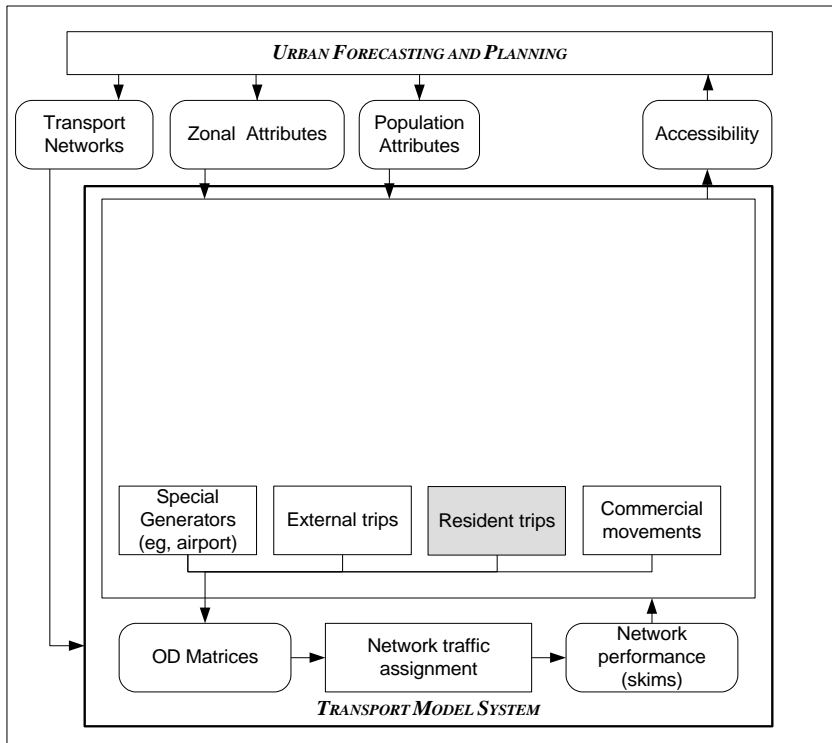 URBAN FORECASTING AND PLANNING
Transport
Networks
Zonal Attributes
Population
Attributes
Accessibility
Special
Generators
(eg, airport)
External trips
Resident trips
Commercial
movements
OD Matrices
Network traffic
assignment
Network
performance
(skims)
TRANSPORT MODEL SYSTEM